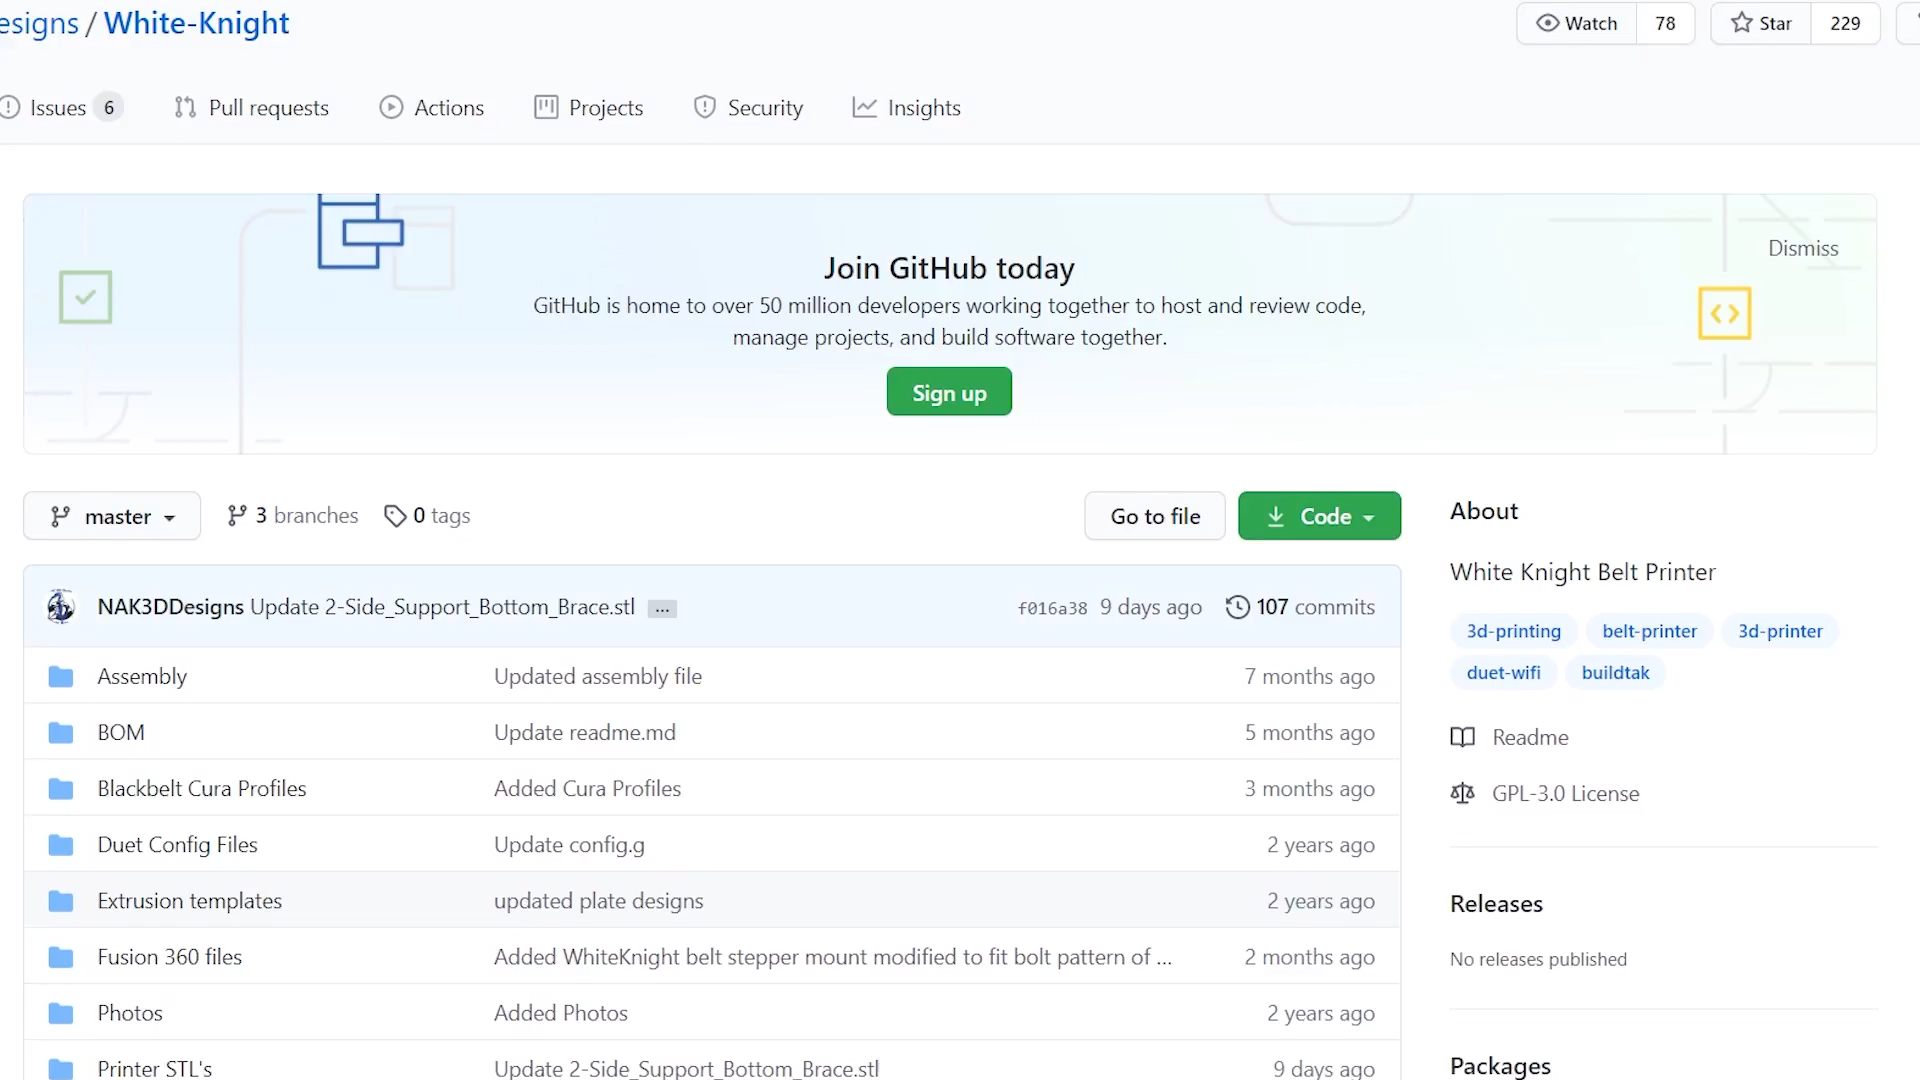 esigns / White-Knight
Watch 78
Star 229
Issues 6
Pull requests
Actions
Projects
Security
Insights
Dismiss
Join GitHub today
GitHub is home to over 50 million developers working together to host and review code,
manage projects, and build software together.
Sign up
master
3 branches
0 tags
Go to file
Code
NAK3DDesigns Update 2-Side_Support_Bottom_Brace.stl ... f016a38 9 days ago 107 commits
Assembly Updated assembly file 7 months ago
BOM Update readme.md 5 months ago
Blackbelt Cura Profiles Added Cura Profiles 3 months ago
Duet Config Files Update config.g 2 years ago
Extrusion templates updated plate designs 2 years ago
Fusion 360 files Added WhiteKnight belt stepper mount modified to fit bolt pattern of ... 2 months ago
Photos Added Photos 2 years ago
Printer STL's Update 2-Side_Support_Bottom_Brace.stl 9 days ago
About
White Knight Belt Printer
3d-printing belt-printer 3d-printer
duet-wifi buildtak
Readme
GPL-3.0 License
Releases
No releases published
Packages